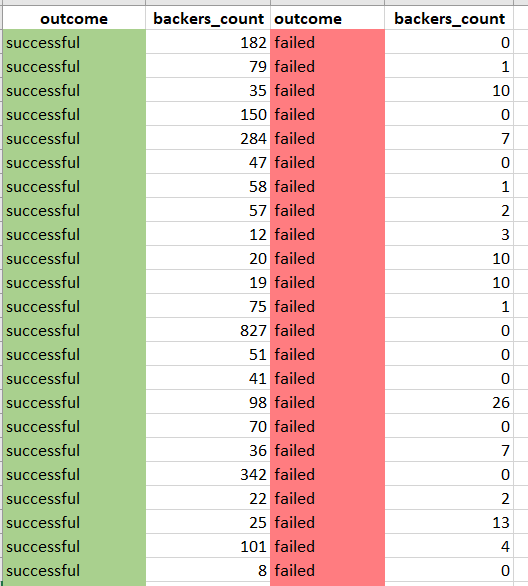 outcome backers_count outcome backers_count
successful 182 failed 0
successful 79 failed 1
successful 35 failed 10
successful 150 failed 0
successful 284 failed 7
successful 47 failed 0
successful 58 failed 1
successful 57 failed 2
successful 12 failed 3
successful 20 failed 10
successful 19 failed 10
successful 75 failed 1
successful 827 failed 0
successful 51 failed 0
successful 41 failed 0
successful 98 failed 26
successful 70 failed 0
successful 36 failed 7
successful 342 failed 0
successful 22 failed 2
successful 25 failed 13
successful 101 failed 4
successful 8 failed 0